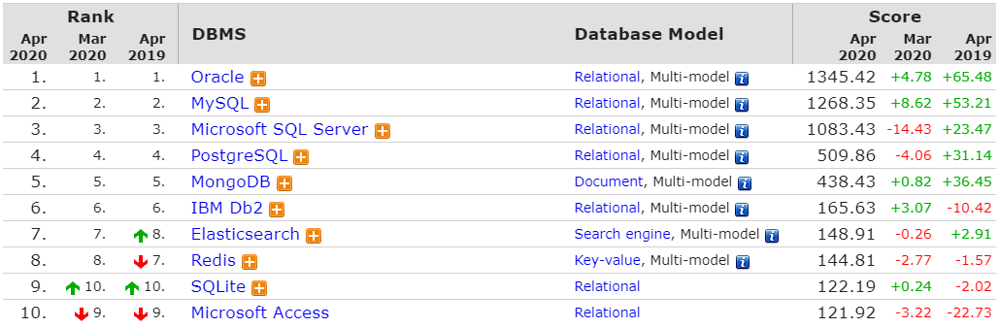 Rank DBMS Database Model Score
Apr 2020 Mar 2020 Apr 2019 Apr 2020 Mar 2020 Apr 2019
1. 1. 1. Oracle Relational, Multi-model 1345.42 +4.78 +65.48
2. 2. 2. MySQL Relational, Multi-model 1268.35 +8.62 +53.21
3. 3. 3. Microsoft SQL Server Relational, Multi-model 1083.43 -14.43 +23.47
4. 4. 4. PostgreSQL Relational, Multi-model 509.86 -4.06 +31.14
5. 5. 5. MongoDB Document, Multi-model 438.43 +0.82 +36.45
6. 6. 6. IBM Db2 Relational, Multi-model 165.63 +3.07 -10.42
7. 7. 8. Elasticsearch Search engine, Multi-model 148.91 -0.26 +2.91
8. 8. 7. Redis Key-value, Multi-model 144.81 -2.77 -1.57
9. 10. 10. SQLite Relational 122.19 +0.24 -2.02
10. 9. 9. Microsoft Access Relational 121.92 -3.22 -22.73